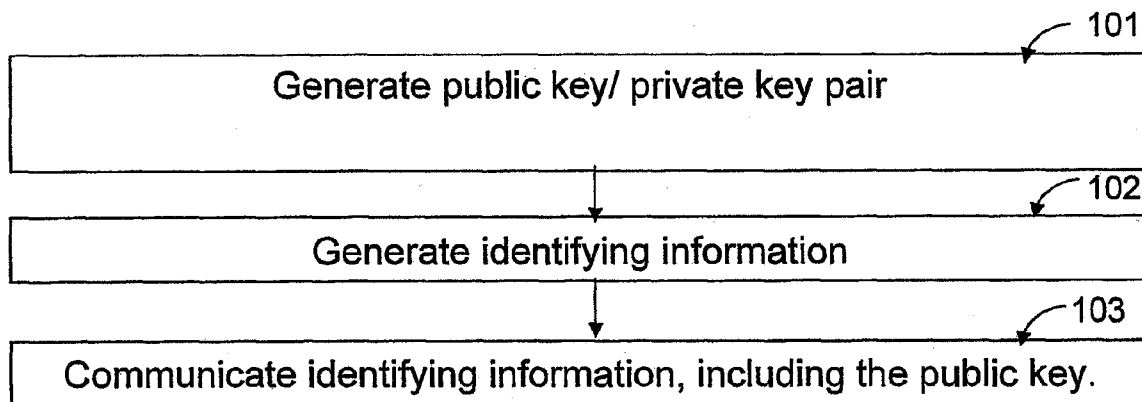 101
Generate public key/ private key pair
102
Generate identifying information
103
Communicate identifying information, including the public key.